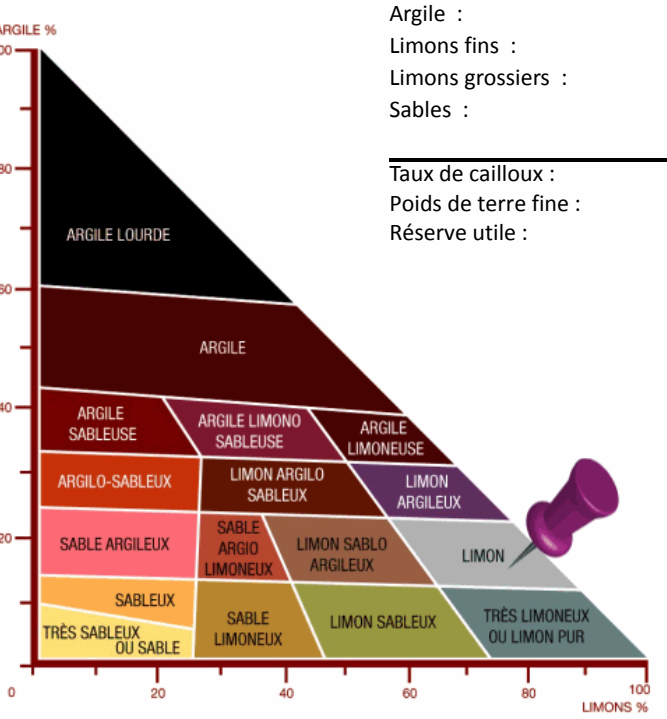 ARGILE %
Argile :
Limons fins :
Limons grossiers :
Sables :
Taux de cailloux :
Poids de terre fine :
Réserve utile :
00
80
60
40
20
ARGILE LOURDE
ARGILE
ARGILE
SABLEUSE
ARGILE LIMONO
SABLEUSE
ARGILE
LIMONEUSE
ARGILO-SABLEUX
LIMON ARGILO
SABLEUX
LIMON
ARGILEUX
SABLE ARGILEUX
SABLE
ARGIO
LIMONEUX
LIMON SABLO
ARGILEUX
LIMON
SABLEUX
TRÈS SABLEUX
OU SABLE
SABLE
LIMONEUX
LIMON SABLEUX
TRÈS LIMONEUX
OU LIMON PUR
0
20
40
60
80
100
LIMONS %